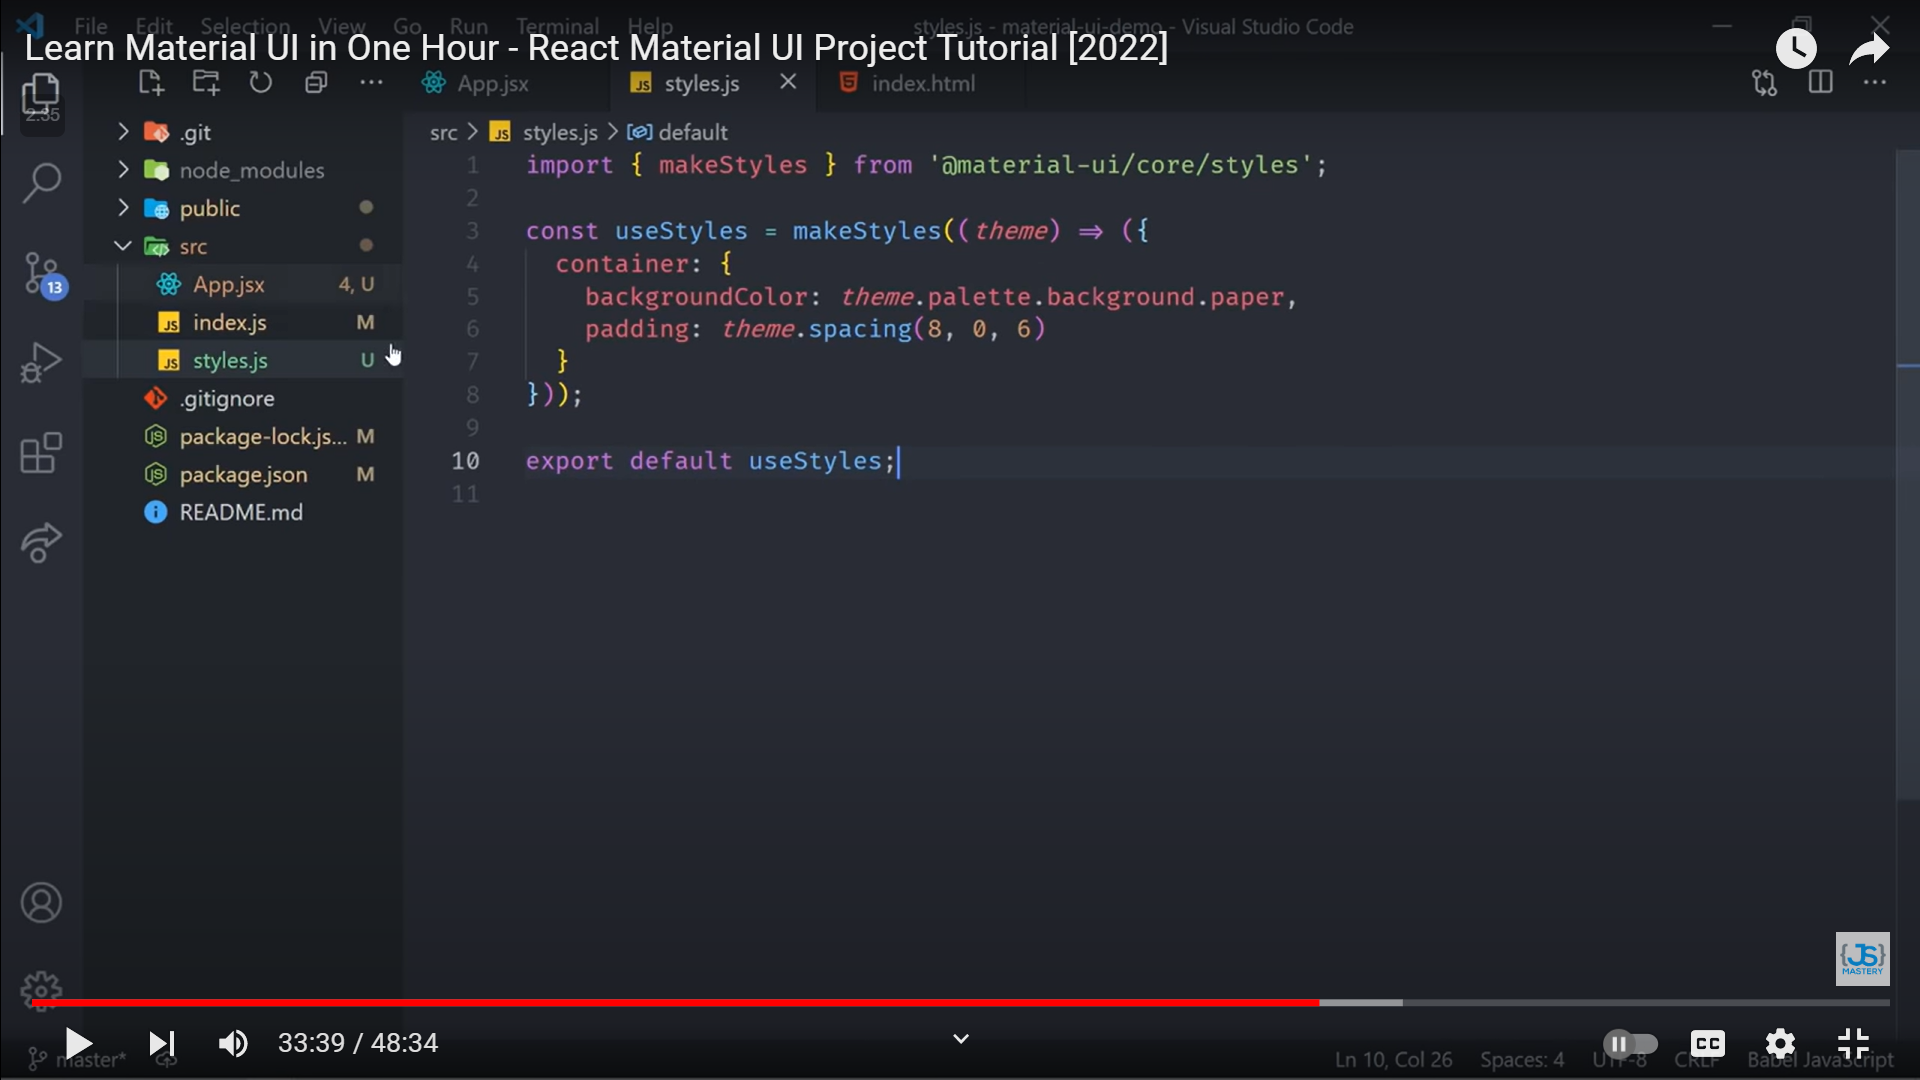 File Edit Selection View Go Run Terminal Help styles.js - material-ui-demo - Visual Studio Code
Learn Material UI in One Hour - React Material UI Project Tutorial [2022]
App.jsx styles.js index.html
2:35
.git
node_modules
public
src
App.jsx 4, U
index.js M
styles.js U
.gitignore
package-lock.js... M
package.json M
README.md
13
src > styles.js > default
1 import { makeStyles } from '@material-ui/core/styles';
2
3 const useStyles = makeStyles((theme) => ({
4 container: {
5 backgroundColor: theme.palette.background.paper,
6 padding: theme.spacing(8, 0, 6)
7 }
8 }));
9
10 export default useStyles;
11
{JS}
MASTERY
33:39 / 48:34
CC
master* Ln 10, Col 26 Spaces: 4 UTF-8 CRLF Babel JavaScript